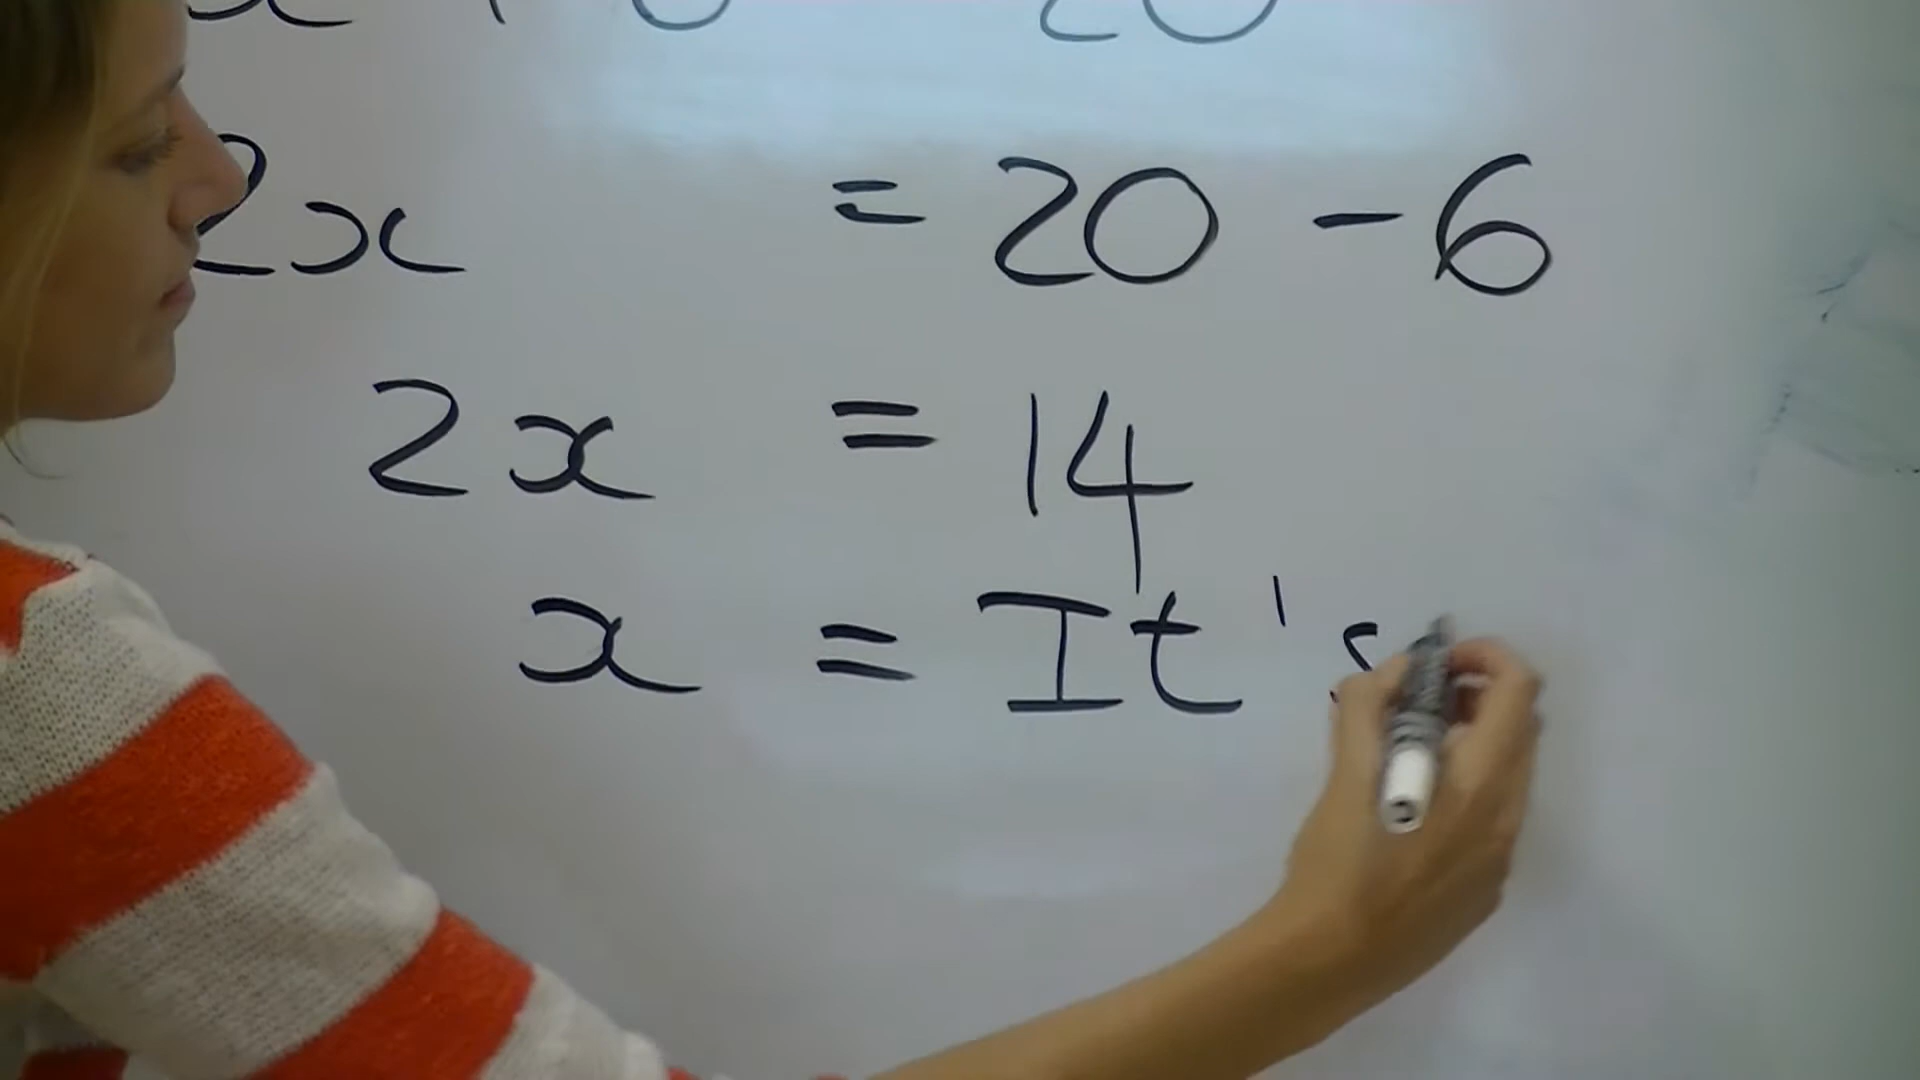 2x = 20 - 6
2x = 14
x = It's